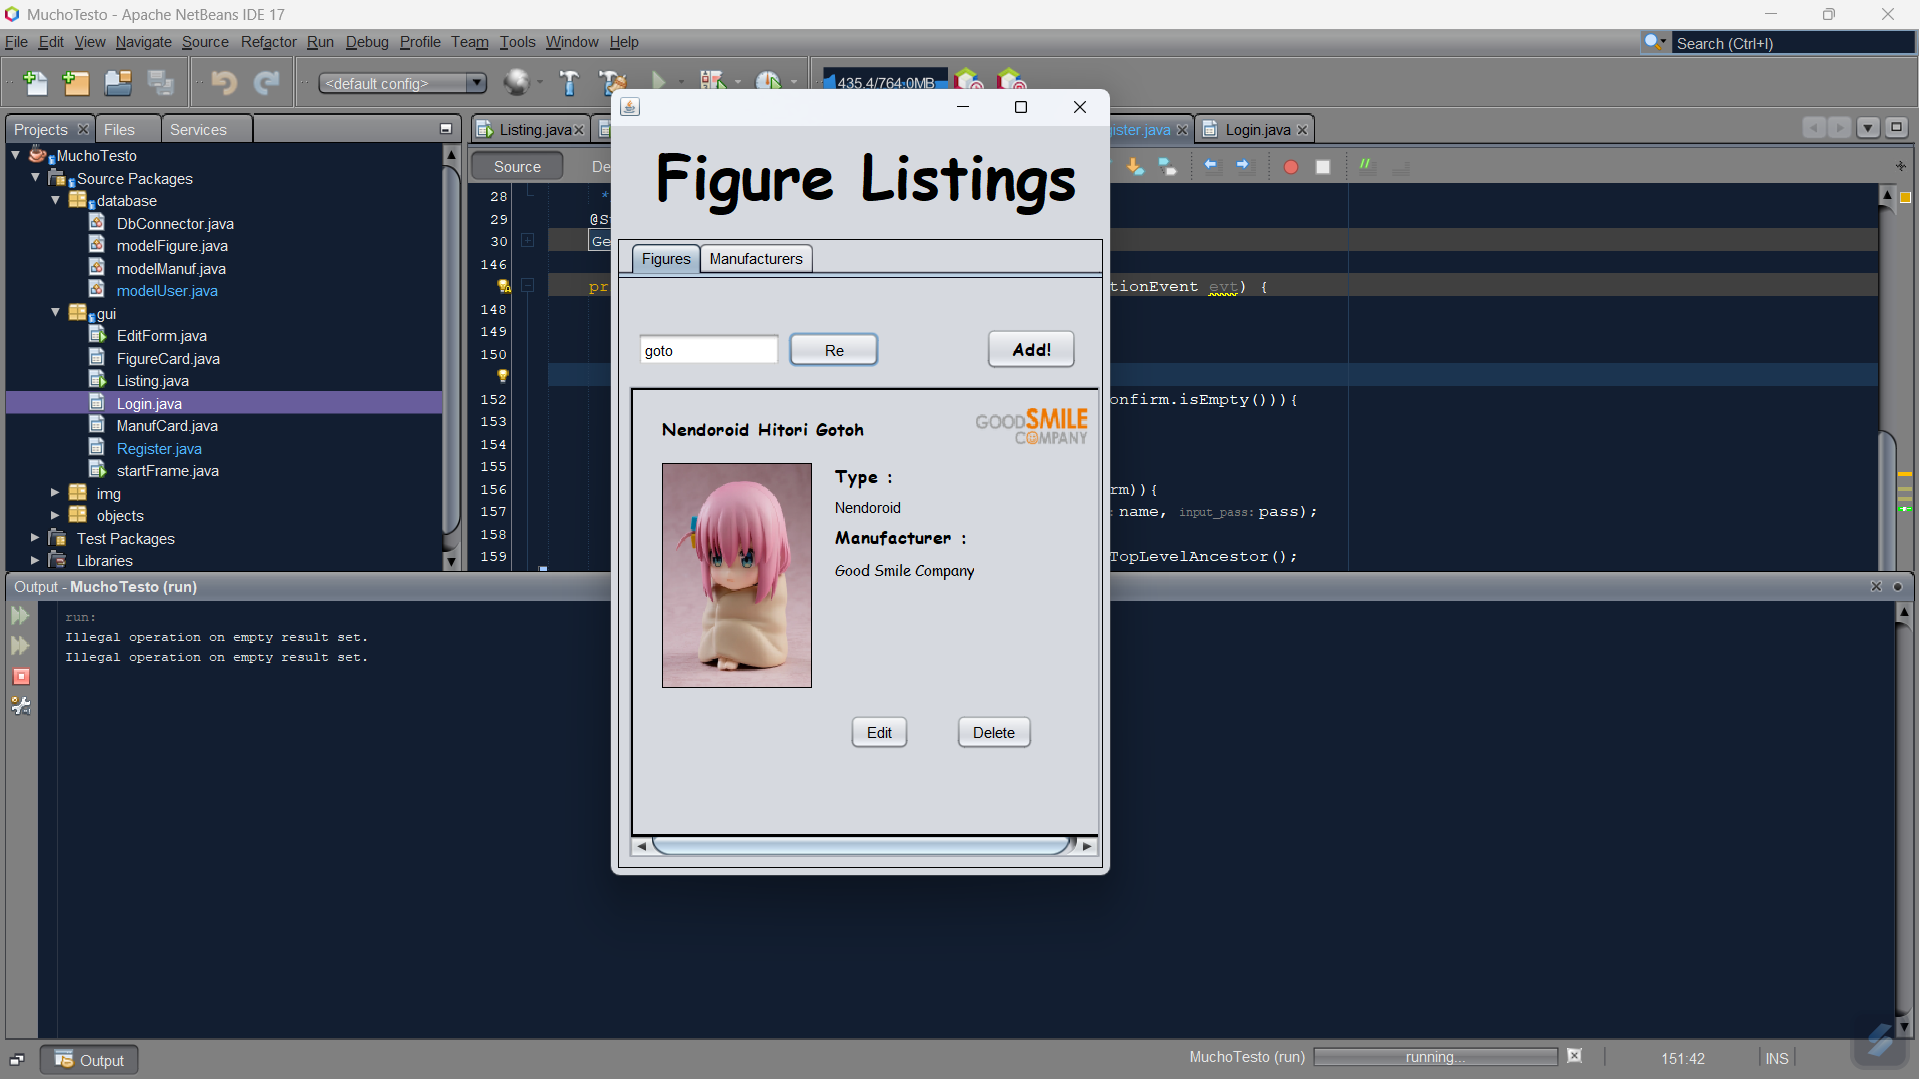 MuchoTesto - Apache NetBeans IDE 17
File Edit View Navigate Source Refactor Run Debug Profile Team Tools Window Help
Search (Ctrl+I)
<default config>
435.4/764.0MB
Projects Files Services
Listing.java
ister.java
Login.java
MuchoTesto
Source Packages
database
DbConnector.java
modelFigure.java
modelManuf.java
modelUser.java
gui
EditForm.java
FigureCard.java
Listing.java
Login.java
ManufCard.java
Register.java
startFrame.java
img
objects
Test Packages
Libraries
Source
De
28 *
29 @S
30 Ge
146
pr
tionEvent evt) {
148
149
150
152 onfirm.isEmpty())){
153
154
155
156 rm)){
157 : name, input_pass: pass);
158
159 TopLevelAncestor();
Figure Listings
Figures Manufacturers
goto Re Add!
Nendoroid Hitori Gotoh
GOODSMILE
COMPANY
Type :
Nendoroid
Manufacturer :
Good Smile Company
Edit Delete
Output - MuchoTesto (run)
run:
Illegal operation on empty result set.
Illegal operation on empty result set.
Output
MuchoTesto (run) running... 151:42 INS